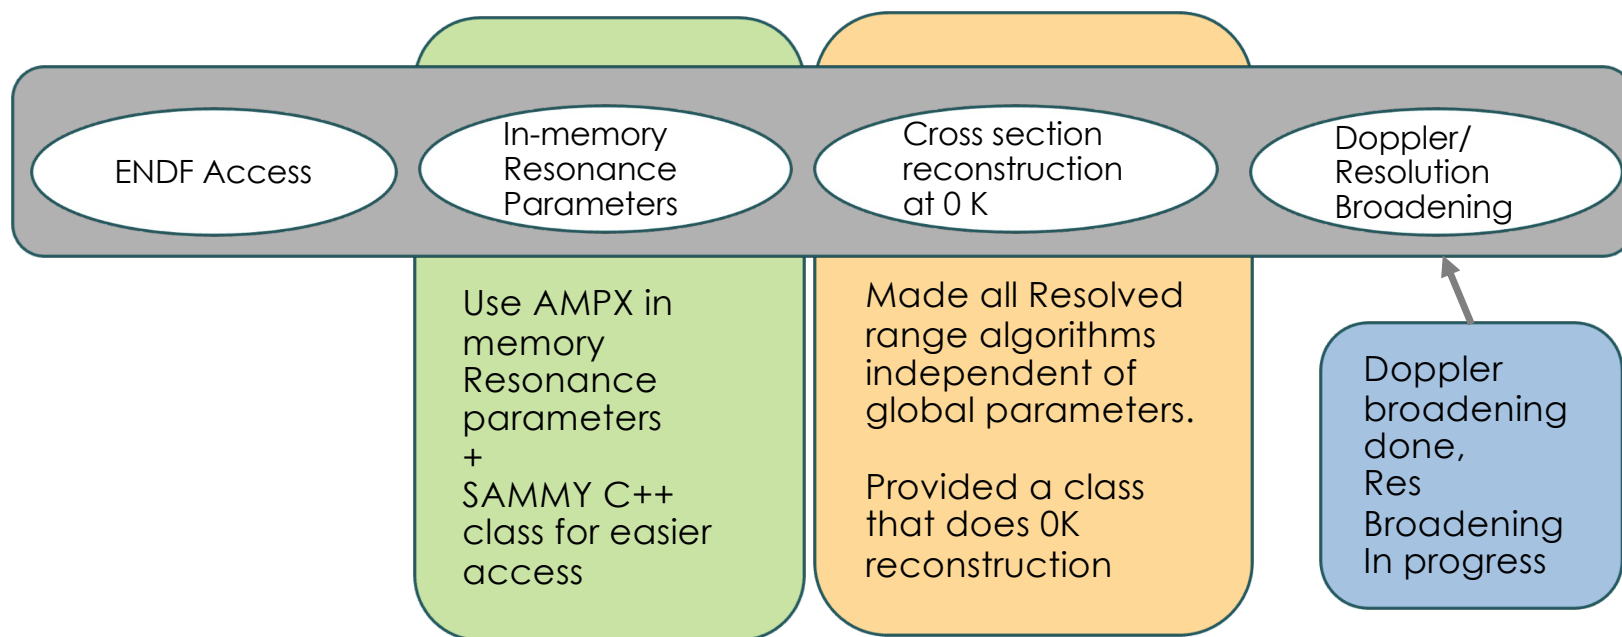 ENDF Access
In-memory
Resonance
Parameters
Cross section
reconstruction
at 0 K
Doppler/
Resolution
Broadening
Use AMPX in
memory
Resonance
parameters
+
SAMMY C++
class for easier
access
Made all Resolved
range algorithms
independent of
global parameters.
Provided a class
that does 0K
reconstruction
Doppler
broadening
done,
Res
Broadening
In progress